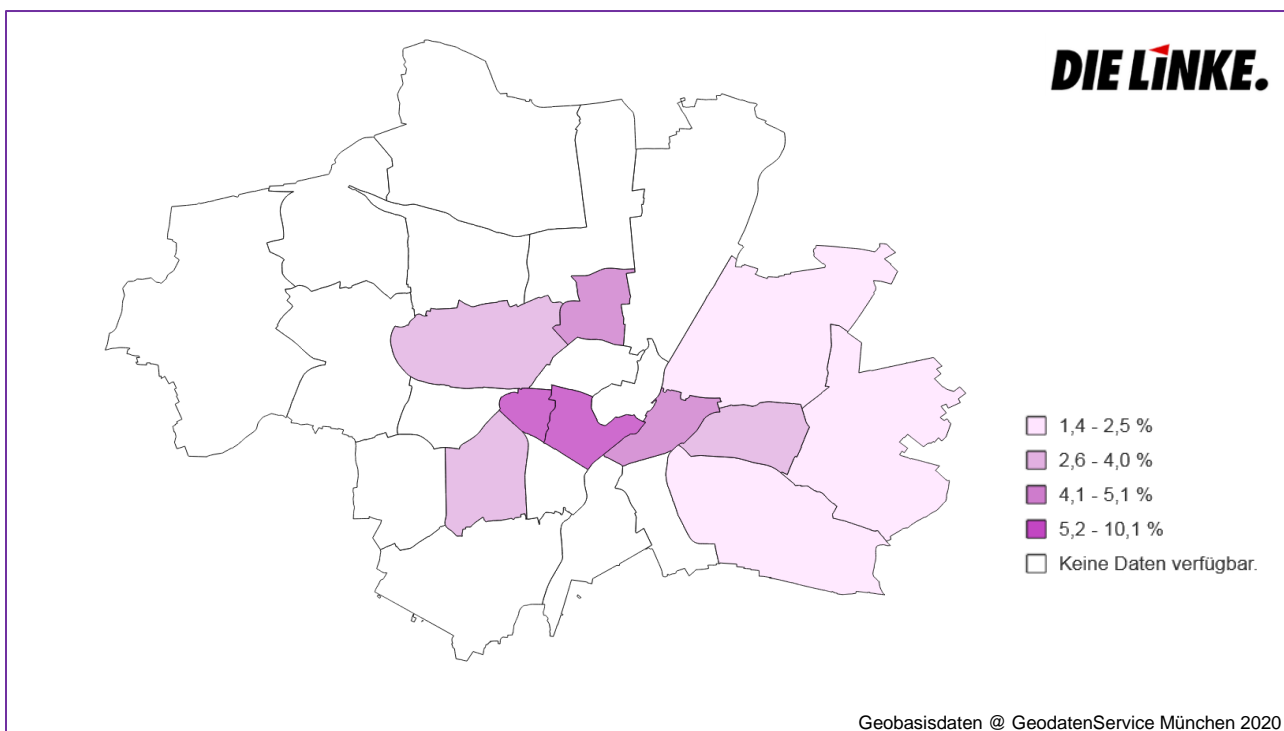 DIE LINKE.
1,4 - 2,5 %
2,6 - 4,0 %
4,1 - 5,1 %
5,2 - 10,1 %
Keine Daten verfügbar.
Geobasisdaten @ GeodatenService München 2020